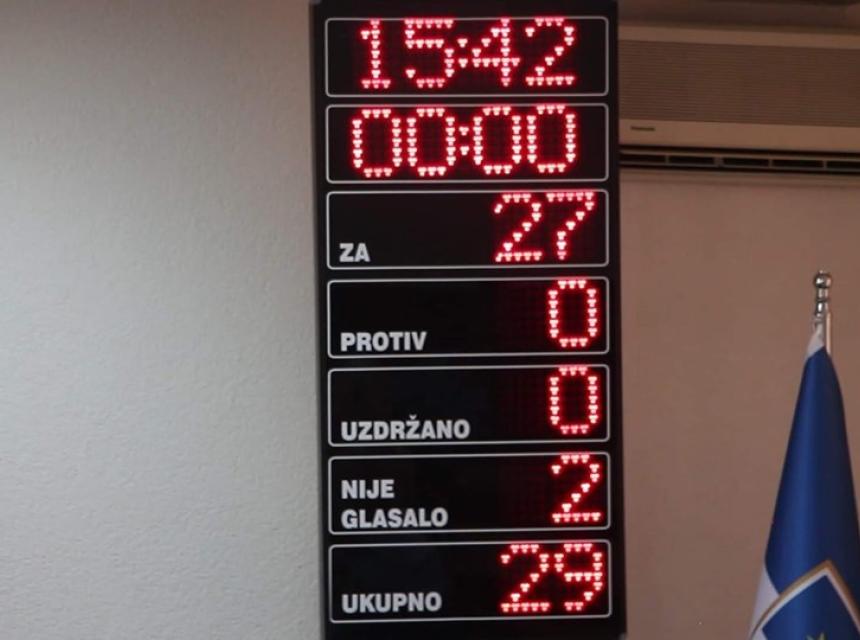 15:42
00:00
27
ZA
0
PROTIV
0
UZDRŽANO
2
NIJE
GLASALO
29
UKUPNO